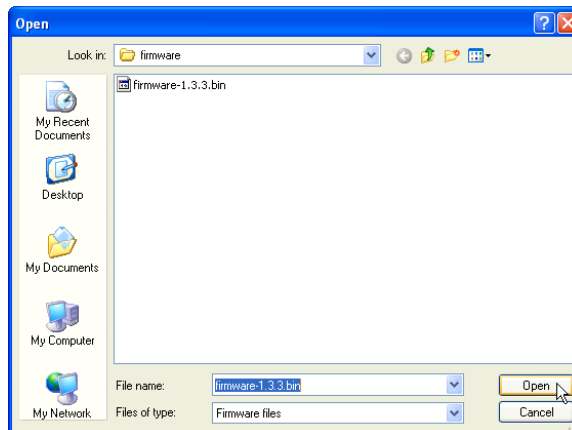 Open
Look in:
firmware
firmware-1.3.3.bin
My Recent
Documents
Desktop
My Documents
My Computer
My Network
File name:
firmware-1.3.3.bin
Open
Files of type:
Firmware files
Cancel